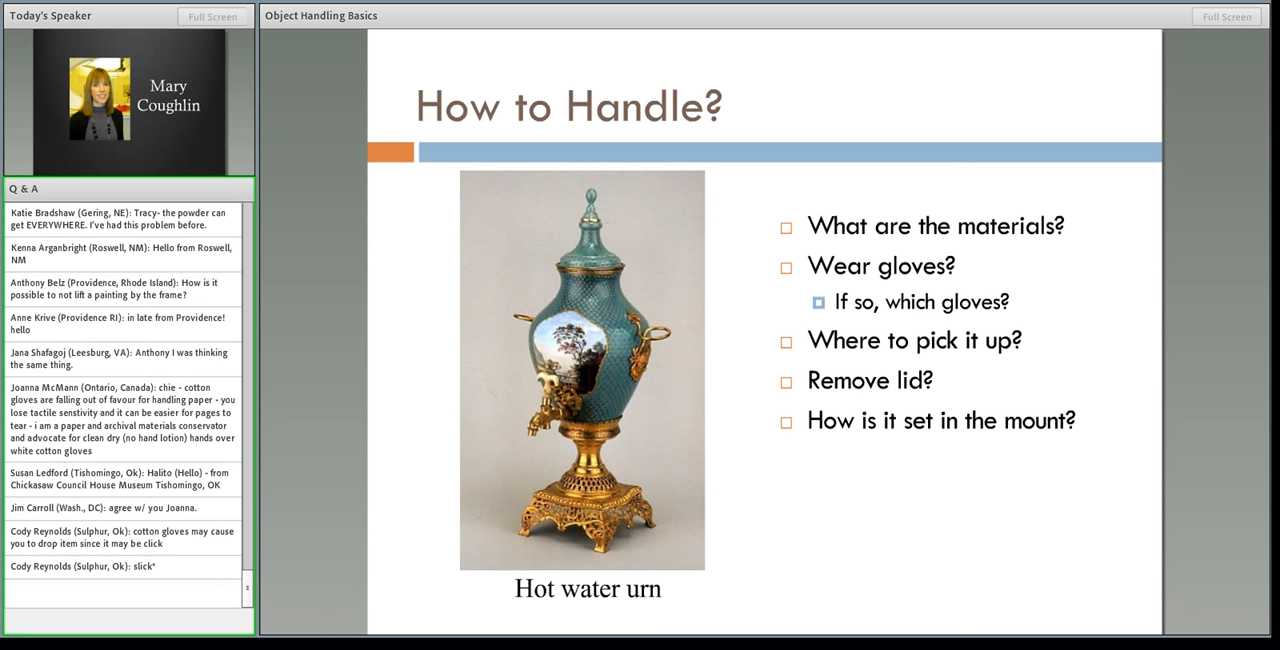 Today's Speaker
Full Screen
Mary
Coughlin
Q & A
Katie Bradshaw (Gering, NE): Tracy- the powder can
get EVERYWHERE. I've had this problem before.
Kenna Arganbright (Roswell, NM): Hello from Roswell,
NM
Anthony Belz (Providence, Rhode Island): How is it
possible to not lift a painting by the frame?
Anne Krive (Providence RI): in late from Providence!
hello
Jana Shafagoj (Leesburg, VA): Anthony I was thinking
the same thing.
Joanna McMann (Ontario, Canada): chie - cotton
gloves are falling out of favour for handling paper - you
lose tactile senstivity and it can be easier for pages to
tear - i am a paper and archival materials conservator
and advocate for clean dry (no hand lotion) hands over
white cotton gloves
Susan Ledford (Tishomingo, Ok): Halito (Hello) - from
Chickasaw Council House Museum Tishomingo, OK
Jim Carroll (Wash., DC): agree w/ you Joanna.
Cody Reynolds (Sulphur, Ok): cotton gloves may cause
you to drop item since it may be click
Cody Reynolds (Sulphur, Ok): slick*
Object Handling Basics
Full Screen
How to Handle?
What are the materials?
Wear gloves?
If so, which gloves?
Where to pick it up?
Remove lid?
How is it set in the mount?
Hot water urn